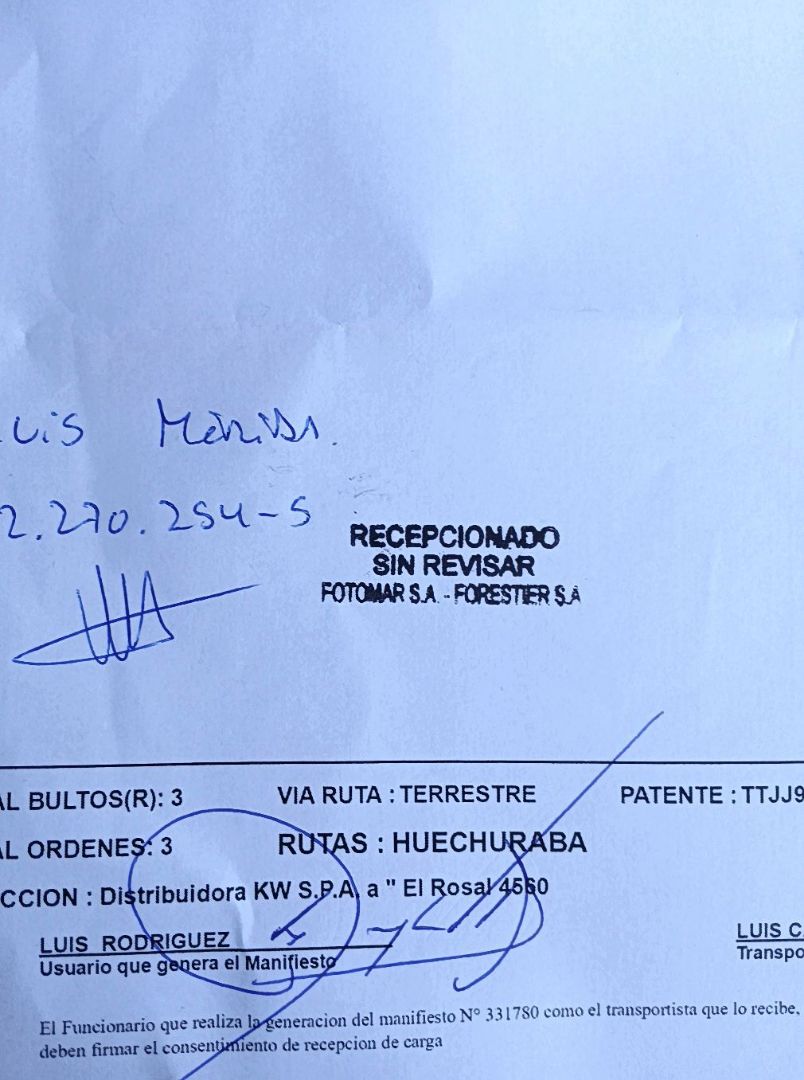 uis
2.270.254-5
RECEPCIONADO
SIN REVISAR
FOTOMAR S.A. - FORESTIER S.A
AL BULTOS(R): 3 VIA RUTA : TERRESTRE PATENTE : TTJJ9
AL ORDENES: 3 RUTAS : HUECHURABA
CCION : Distribuidora KW S.P.A. a " El Rosal 4560
LUIS RODRIGUEZ LUIS C
Usuario que genera el Manifiesto Transpo
El Funcionario que realiza la generacion del manifiesto N° 331780 como el transportista que lo recibe,
deben firmar el consentimiento de recepcion de carga